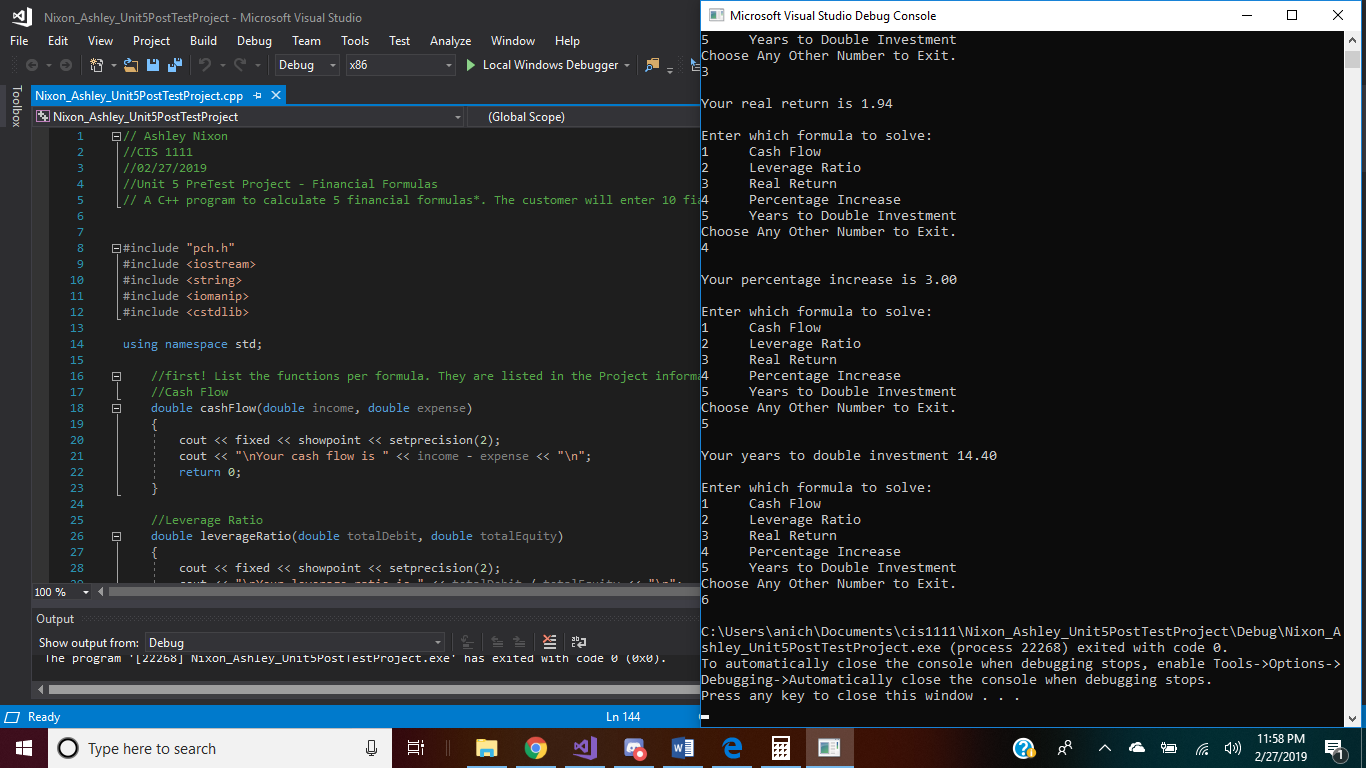 Nixon_Ashley_Unit5PostTestProject - Microsoft Visual Studio
File Edit View Project Build Debug Team Tools Test Analyze Window Help
Debug x86 Local Windows Debugger
Toolbox
Nixon_Ashley_Unit5PostTestProject.cpp
Nixon_Ashley_Unit5PostTestProject (Global Scope)
1 // Ashley Nixon
2 //CIS 1111
3 //02/27/2019
4 //Unit 5 PreTest Project - Financial Formulas
5 // A C++ program to calculate 5 financial formulas*. The customer will enter 10 fia
6
7
8 #include "pch.h"
9 #include <iostream>
10 #include <string>
11 #include <iomanip>
12 #include <cstdlib>
13
14 using namespace std;
15
16 //first! List the functions per formula. They are listed in the Project informa
17 //Cash Flow
18 double cashFlow(double income, double expense)
19 {
20 cout << fixed << showpoint << setprecision(2);
21 cout << "\nYour cash flow is " << income - expense << "\n";
22 return 0;
23 }
24
25 //Leverage Ratio
26 double leverageRatio(double totalDebit, double totalEquity)
27 {
28 cout << fixed << showpoint << setprecision(2);
29 cout << "\nYour leverage ratio is " << totalDebit / totalEquity << "\n";
100 %
Output
Show output from: Debug
The program '[22268] Nixon_Ashley_Unit5PostTestProject.exe' has exited with code 0 (0x0).
Ready Ln 144
Microsoft Visual Studio Debug Console
5 Years to Double Investment
Choose Any Other Number to Exit.
3
Your real return is 1.94
Enter which formula to solve:
1 Cash Flow
2 Leverage Ratio
3 Real Return
4 Percentage Increase
5 Years to Double Investment
Choose Any Other Number to Exit.
4
Your percentage increase is 3.00
Enter which formula to solve:
1 Cash Flow
2 Leverage Ratio
3 Real Return
4 Percentage Increase
5 Years to Double Investment
Choose Any Other Number to Exit.
5
Your years to double investment 14.40
Enter which formula to solve:
1 Cash Flow
2 Leverage Ratio
3 Real Return
4 Percentage Increase
5 Years to Double Investment
Choose Any Other Number to Exit.
6
C:\Users\anich\Documents\cis1111\Nixon_Ashley_Unit5PostTestProject\Debug\Nixon_A
shley_Unit5PostTestProject.exe (process 22268) exited with code 0.
To automatically close the console when debugging stops, enable Tools->Options->
Debugging->Automatically close the console when debugging stops.
Press any key to close this window . . .
Type here to search
11:58 PM
2/27/2019
1